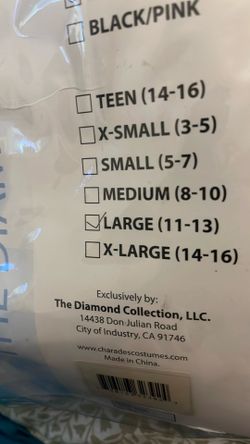 BLACK/PINK
TEEN (14-16)
X-SMALL (3-5)
SMALL (5-7)
MEDIUM (8-10)
LARGE (11-13)
X-LARGE (14-16)
Exclusively by:
The Diamond Collection, LLC.
14438 Don Julian Road
City of Industry, CA 91746
www.charadescostumes.com
Made in China.